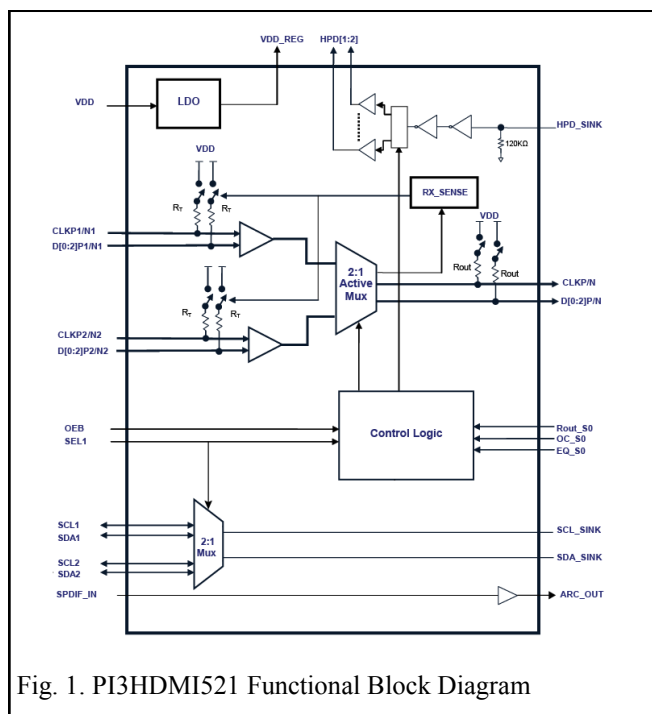 VDD_REG HPD[1:2]
VDD
LDO
HPD_SINK
120KΩ
VDD
RX_SENSE
RT
RT
VDD
CLKP1/N1
D[0:2]P1/N1
2:1
Active
Mux
Rout
Rout
CLKP/N
D[0:2]P/N
RT
RT
CLKP2/N2
D[0:2]P2/N2
OEB
SEL1
Control Logic
Rout_S0
OC_S0
EQ_S0
SCL1
SDA1
SCL2
SDA2
2:1
Mux
SCL_SINK
SDA_SINK
SPDIF_IN
ARC_OUT
Fig. 1. PI3HDMI521 Functional Block Diagram